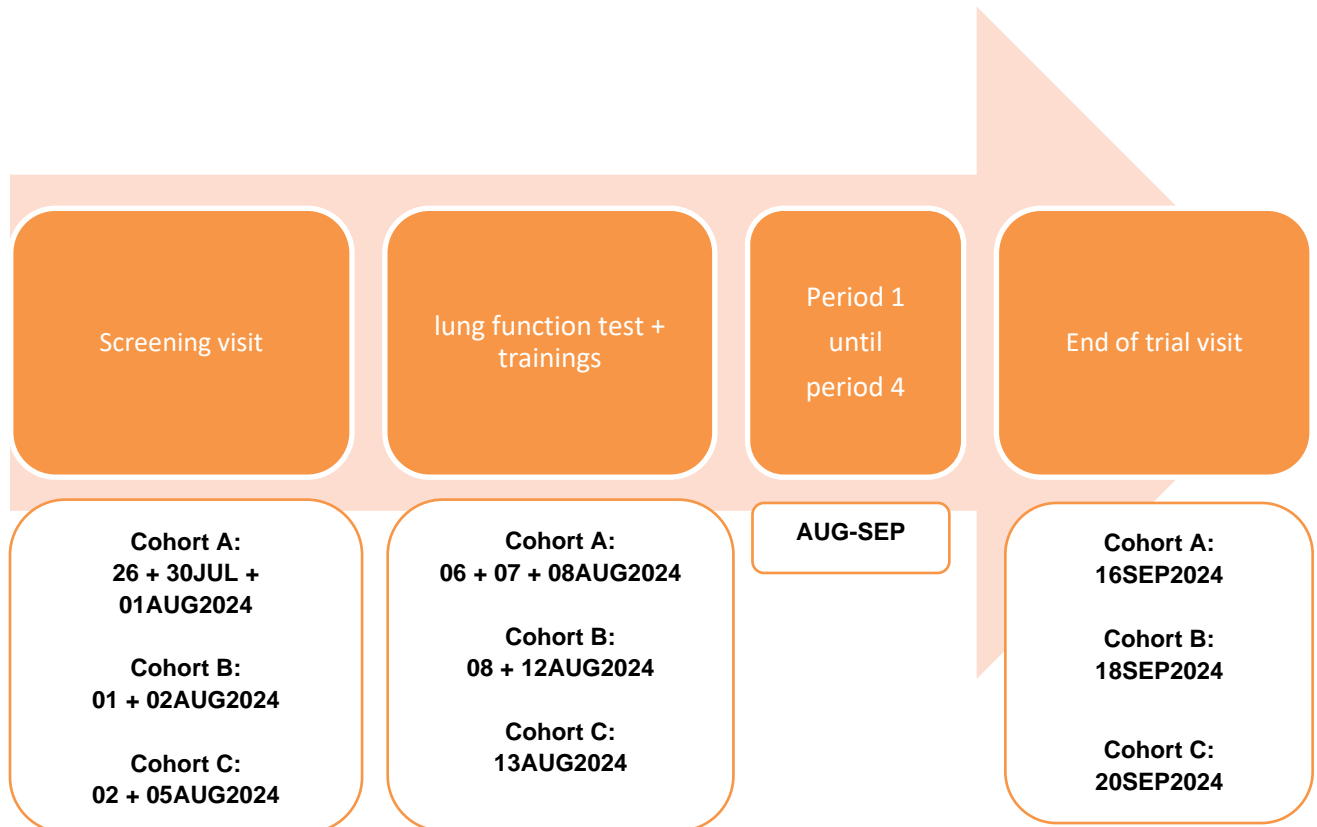 Screening visit
lung function test +
trainings
Period 1
until
period 4
End of trial visit
Cohort A:
26 + 30JUL +
01AUG2024
Cohort B:
01 + 02AUG2024
Cohort C:
02 + 05AUG2024
Cohort A:
06 + 07 + 08AUG2024
Cohort B:
08 + 12AUG2024
Cohort C:
13AUG2024
AUG-SEP
Cohort A:
16SEP2024
Cohort B:
18SEP2024
Cohort C:
20SEP2024